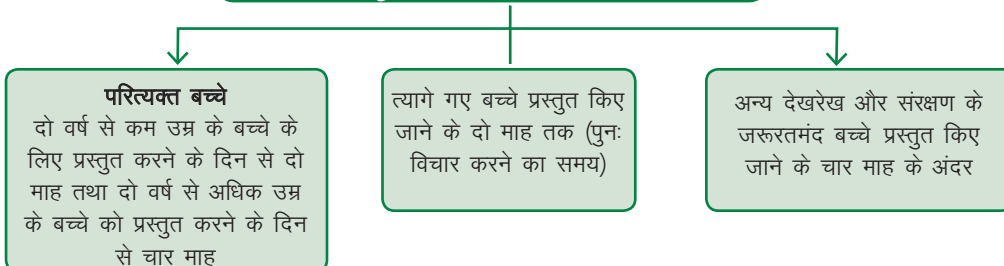 परित्यक्त बच्चे
दो वर्ष से कम उम्र के बच्चे के
लिए प्रस्तुत करने के दिन से दो
माह तथा दो वर्ष से अधिक उम्र
के बच्चे को प्रस्तुत करने के दिन
से चार माह
त्यागे गए बच्चे प्रस्तुत किए
जाने के दो माह तक (पुनः
विचार करने का समय)
अन्य देखरेख और संरक्षण के
जरूरतमंद बच्चे प्रस्तुत किए
जाने के चार माह के अंदर